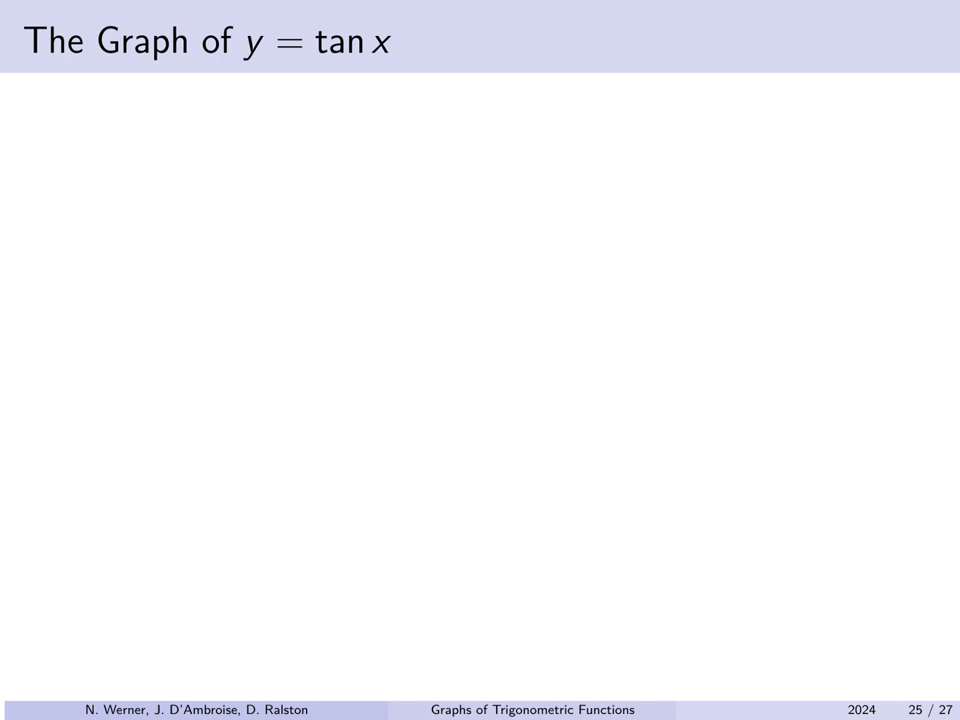 The Graph of y = tan x
N. Werner, J. D'Ambroise, D. Ralston Graphs of Trigonometric Functions 2024 25 / 27